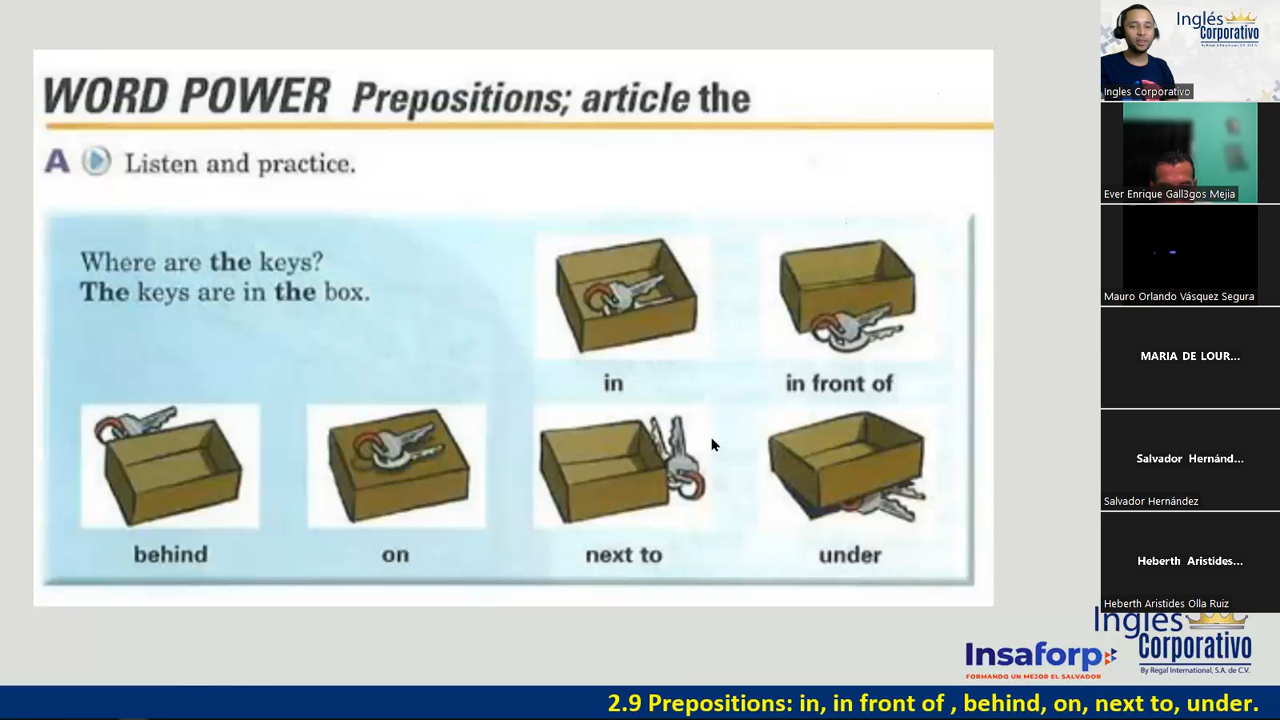 WORD POWER Prepositions; article the
A Listen and practice.
Where are the keys?
The keys are in the box.
in
in front of
behind
on
next to
under
Inglés
Corporativo
By Regal International, S.A. de C.V.
Ingles Corporativo
Ever Enrique Gall3gos Mejia
Mauro Orlando Vásquez Segura
MARIA DE LOUR...
Salvador Hernánd...
Salvador Hernández
Heberth Aristides...
Heberth Aristides Olla Ruiz
Inglés
Corporativo
By Regal International, S.A. de C.V.
Insaforp
FORMANDO UN MEJOR EL SALVADOR
2.9 Prepositions: in, in front of , behind, on, next to, under.